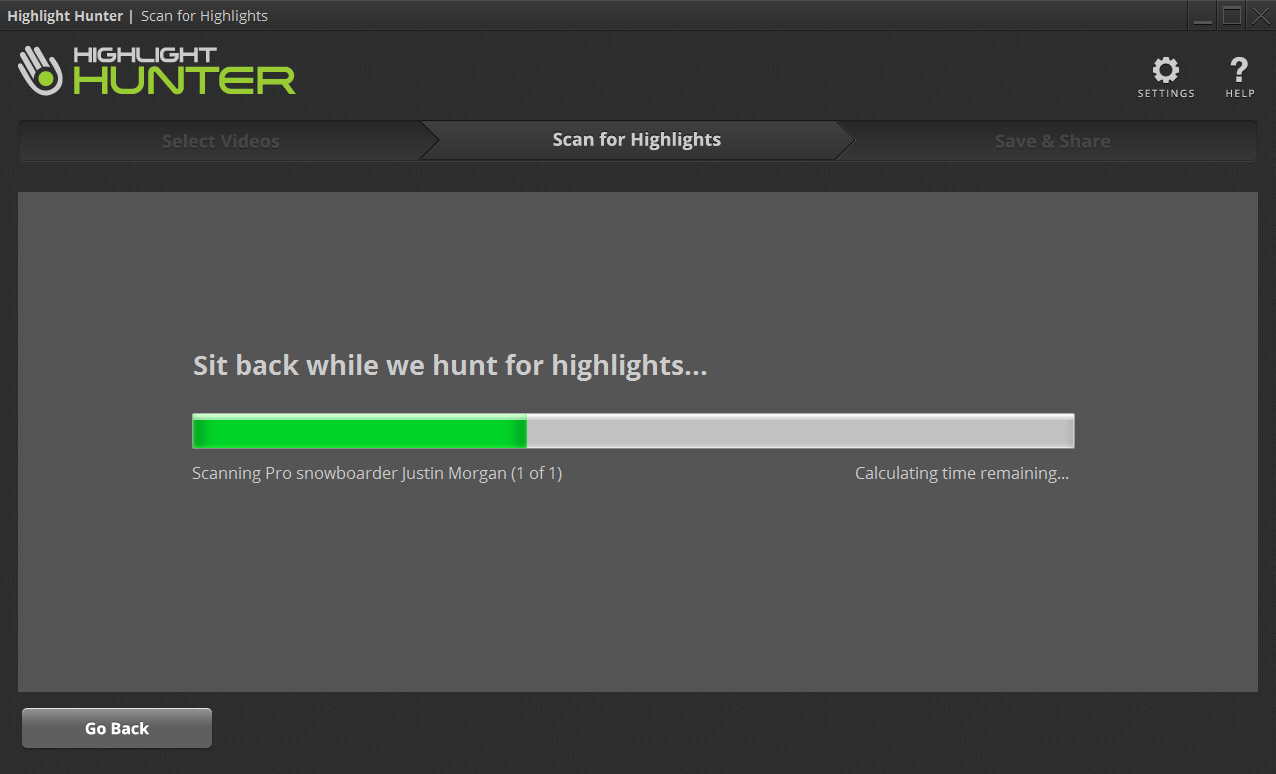 Highlight Hunter | Scan for Highlights
HIGHLIGHT
HUNTER
SETTINGS
HELP
Select Videos
Scan for Highlights
Save & Share
Sit back while we hunt for highlights...
Scanning Pro snowboarder Justin Morgan (1 of 1)
Calculating time remaining...
Go Back